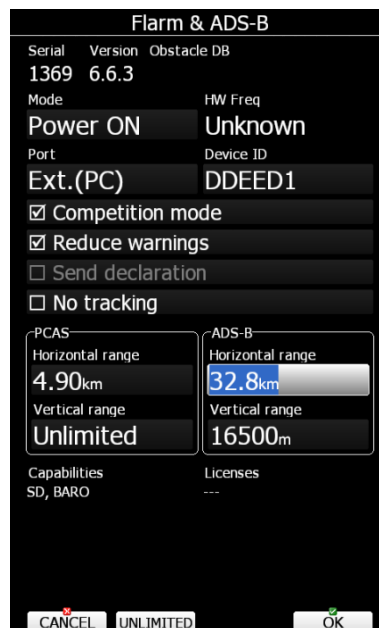 Flarm & ADS-B
Serial Version Obstacle DB
1369 6.6.3
Mode HW Freq
Power ON Unknown
Port Device ID
Ext.(PC) DDEED1
Competition mode
Reduce warnings
Send declaration
No tracking
PCAS ADS-B
Horizontal range Horizontal range
4.90km 32.8km
Vertical range Vertical range
Unlimited 16500m
Capabilities Licenses
SD, BARO ---
CANCEL UNLIMITED OK